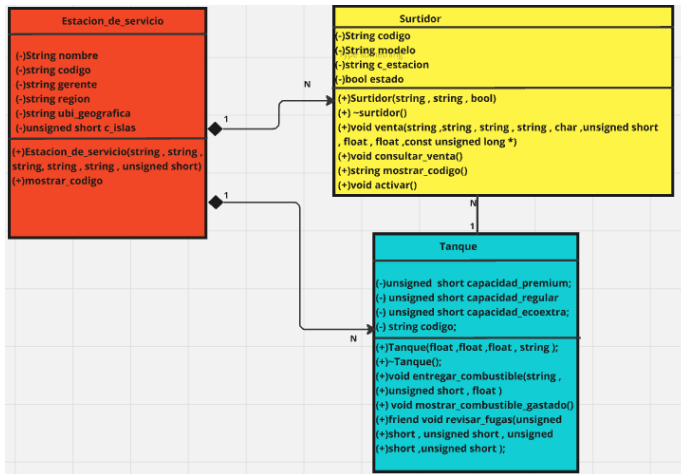 Estacion_de_servicio
(-)String nombre
(-)string codigo
(-)string gerente
(-)string region
(-)string ubi_geografica
(-)unsigned short c_islas
(+)Estacion_de_servicio(string , string ,
string, string , string , unsigned short)
(+)mostrar_codigo
1
N
1
N
Surtidor
(-)String codigo
(-)String modelo
(-)string c_estacion
(-)bool estado
(+)Surtidor(string , string , bool)
(+) ~surtidor()
(+)void venta(string ,string , string , string , char ,unsigned short
, float , float ,const unsigned long *)
(+)void consultar_venta()
(+)string mostrar_codigo()
(+)void activar()
N
1
Tanque
(-)unsigned short capacidad_premium;
(-) unsigned short capacidad_regular
(-) unsigned short capacidad_ecoextra;
(-) string codigo;
(+)Tanque(float ,float ,float , string );
(+)~Tanque();
(+)void entregar_combustible(string ,
(+)unsigned short , float )
(+) void mostrar_combustible_gastado()
(+)friend void revisar_fugas(unsigned
(+)short , unsigned short , unsigned
(+)short ,unsigned short );